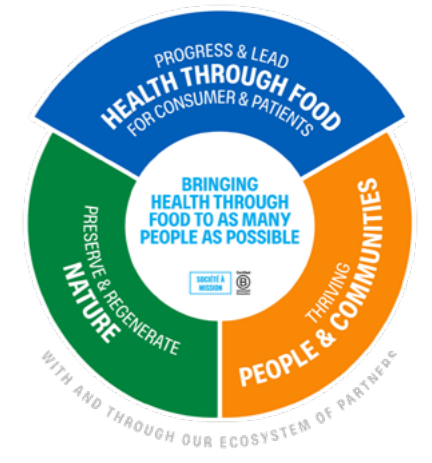 PROGRESS & LEAD
HEALTH THROUGH FOOD
FOR CONSUMER & PATIENTS
BRINGING
HEALTH THROUGH
FOOD TO AS MANY
PEOPLE AS POSSIBLE
SOCIÉTÉ À
MISSION
Certified
B
PRESERVE & REGENERATE
NATURE
THRIVING
PEOPLE & COMMUNITIES
WITH AND THROUGH OUR ECOSYSTEM OF PARTNERS